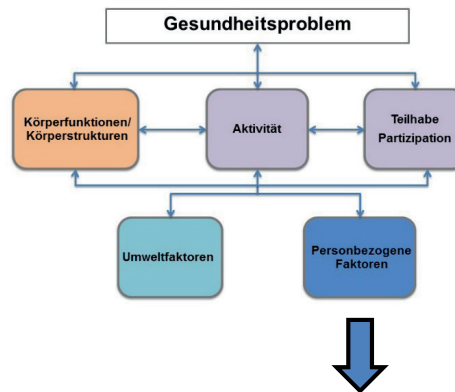 Gesundheitsproblem
Körperfunktionen/
Körperstrukturen
Aktivität
Teilhabe
Partizipation
Umweltfaktoren
Personbezogene
Faktoren